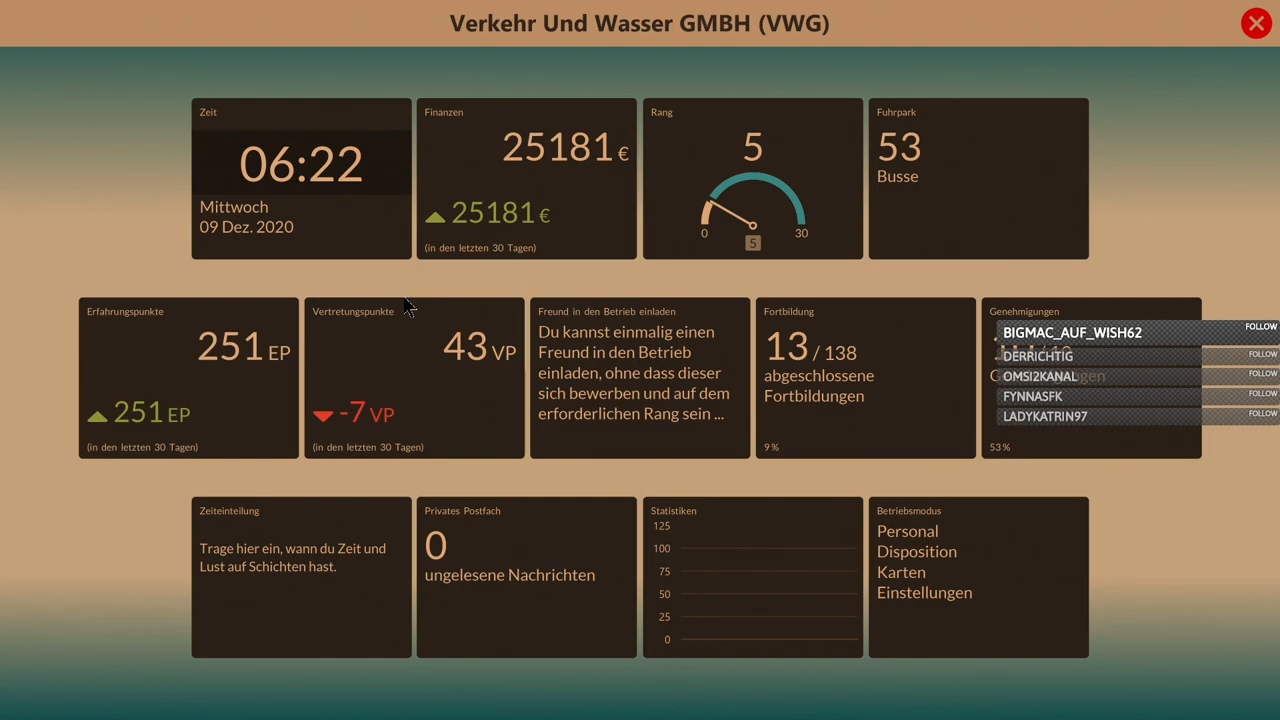 Verkehr Und Wasser GMBH (VWG)
Zeit
06:22
Mittwoch
09 Dez. 2020
Finanzen
25181 €
25181 €
(in den letzten 30 Tagen)
Rang
5
0
30
5
Fuhrpark
53
Busse
Erfahrungspunkte
251 EP
251 EP
(in den letzten 30 Tagen)
Vertretungspunkte
43 VP
-7 VP
(in den letzten 30 Tagen)
Freund in den Betrieb einladen
Du kannst einmalig einen
Freund in den Betrieb
einladen, ohne dass dieser
sich bewerben und auf dem
erforderlichen Rang sein ...
Fortbildung
13 / 138
abgeschlossene
Fortbildungen
9 %
Genehmigungen
BIGMAC_AUF_WISH62 FOLLOW
DERRICHTIG FOLLOW
OMSI2KANAL FOLLOW
FYNNASFK FOLLOW
LADYKATRIN97 FOLLOW
53 %
Zeiteinteilung
Trage hier ein, wann du Zeit und
Lust auf Schichten hast.
Privates Postfach
0
ungelesene Nachrichten
Statistiken
125
100
75
50
25
0
Betriebsmodus
Personal
Disposition
Karten
Einstellungen